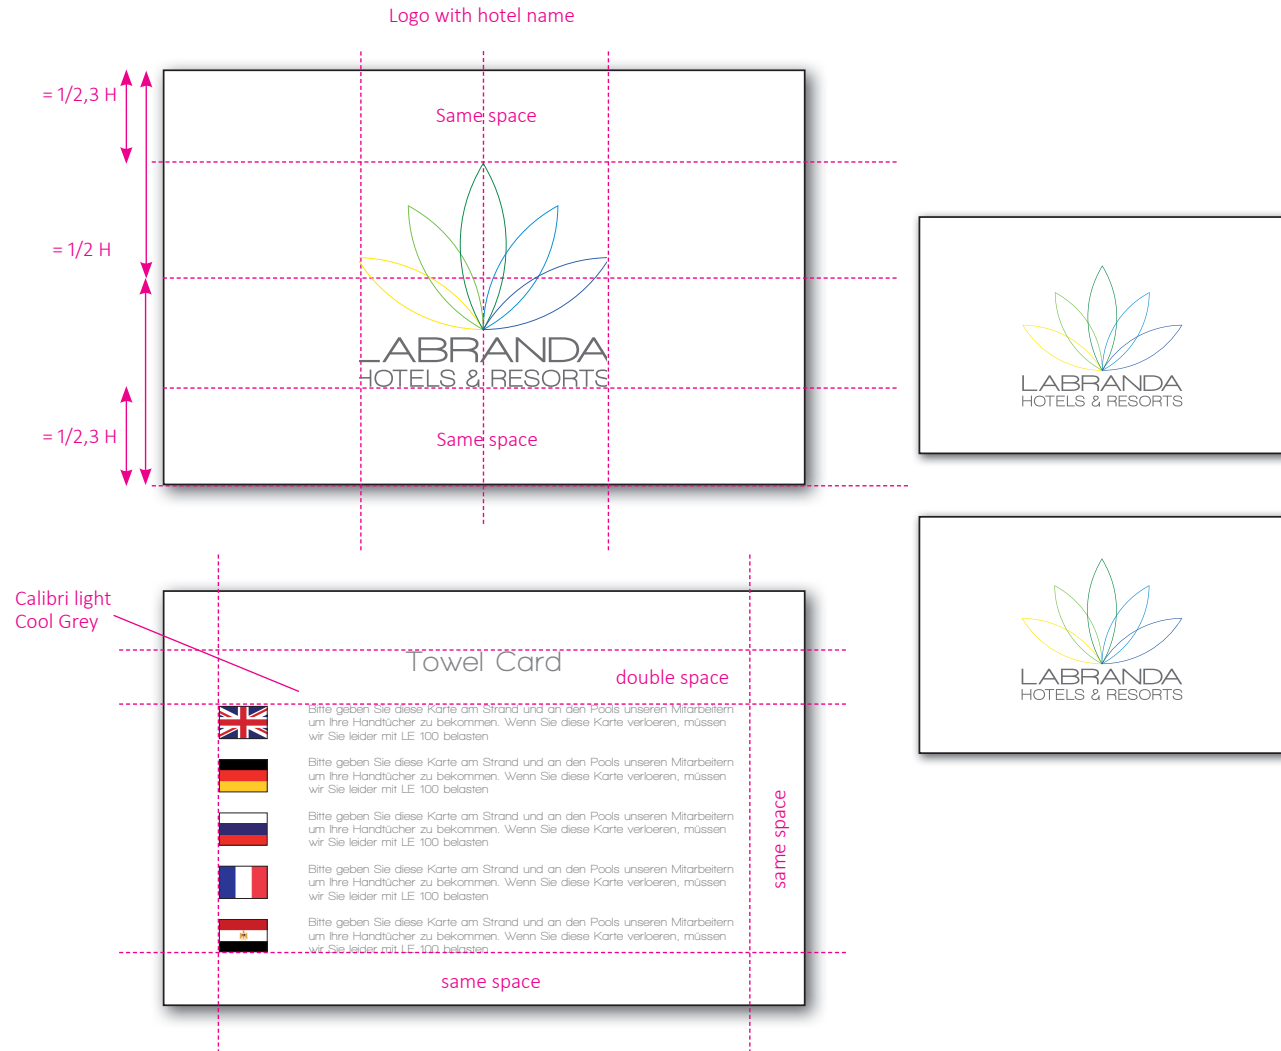 Logo with hotel name
= 1/2,3 H
Same space
= 1/2 H
LABRANDA
HOTELS & RESORTS
= 1/2,3 H
Same space
LABRANDA
HOTELS & RESORTS
LABRANDA
HOTELS & RESORTS
Calibri light
Cool Grey
Towel Card
double space
Bitte geben Sie diese Karte am Strand und an den Pools unseren Mitarbeitern
um Ihre Handtücher zu bekommen. Wenn Sie diese Karte verloeren, müssen
wir Sie leider mit LE 100 belasten
Bitte geben Sie diese Karte am Strand und an den Pools unseren Mitarbeitern
um Ihre Handtücher zu bekommen. Wenn Sie diese Karte verloeren, müssen
wir Sie leider mit LE 100 belasten
Bitte geben Sie diese Karte am Strand und an den Pools unseren Mitarbeitern
um Ihre Handtücher zu bekommen. Wenn Sie diese Karte verloeren, müssen
wir Sie leider mit LE 100 belasten
Bitte geben Sie diese Karte am Strand und an den Pools unseren Mitarbeitern
um Ihre Handtücher zu bekommen. Wenn Sie diese Karte verloeren, müssen
wir Sie leider mit LE 100 belasten
Bitte geben Sie diese Karte am Strand und an den Pools unseren Mitarbeitern
um Ihre Handtücher zu bekommen. Wenn Sie diese Karte verloeren, müssen
wir Sie leider mit LE 100 belasten
same space
same space